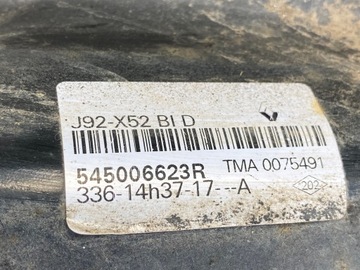 J92-X52 BI D
545006623R TMA 0075491
336-14h37-17---A 202